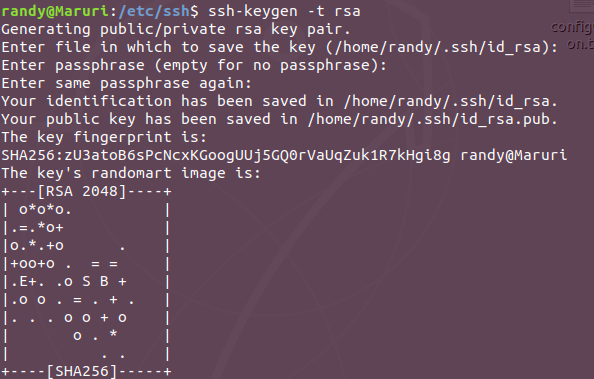 randy@Maruri:/etc/ssh$ ssh-keygen -t rsa
Generating public/private rsa key pair.
Enter file in which to save the key (/home/randy/.ssh/id_rsa):
Enter passphrase (empty for no passphrase):
Enter same passphrase again:
Your identification has been saved in /home/randy/.ssh/id_rsa.
Your public key has been saved in /home/randy/.ssh/id_rsa.pub.
The key fingerprint is:
SHA256:zU3atoB6sPcNcxKGoogUUj5GQ0rVaUqZuk1R7kHgi8g randy@Maruri
The key's randomart image is:
+---[RSA 2048]----+
| o*o*o.          |
|.=.*o+           |
|o.*.+o      .    |
|+oo+o .  = =     |
|.E+. .o S B +    |
|.o o . = . + .   |
|. . . o o + o    |
|       o . *     |
|          . .    |
+----[SHA256]-----+
config
on.t